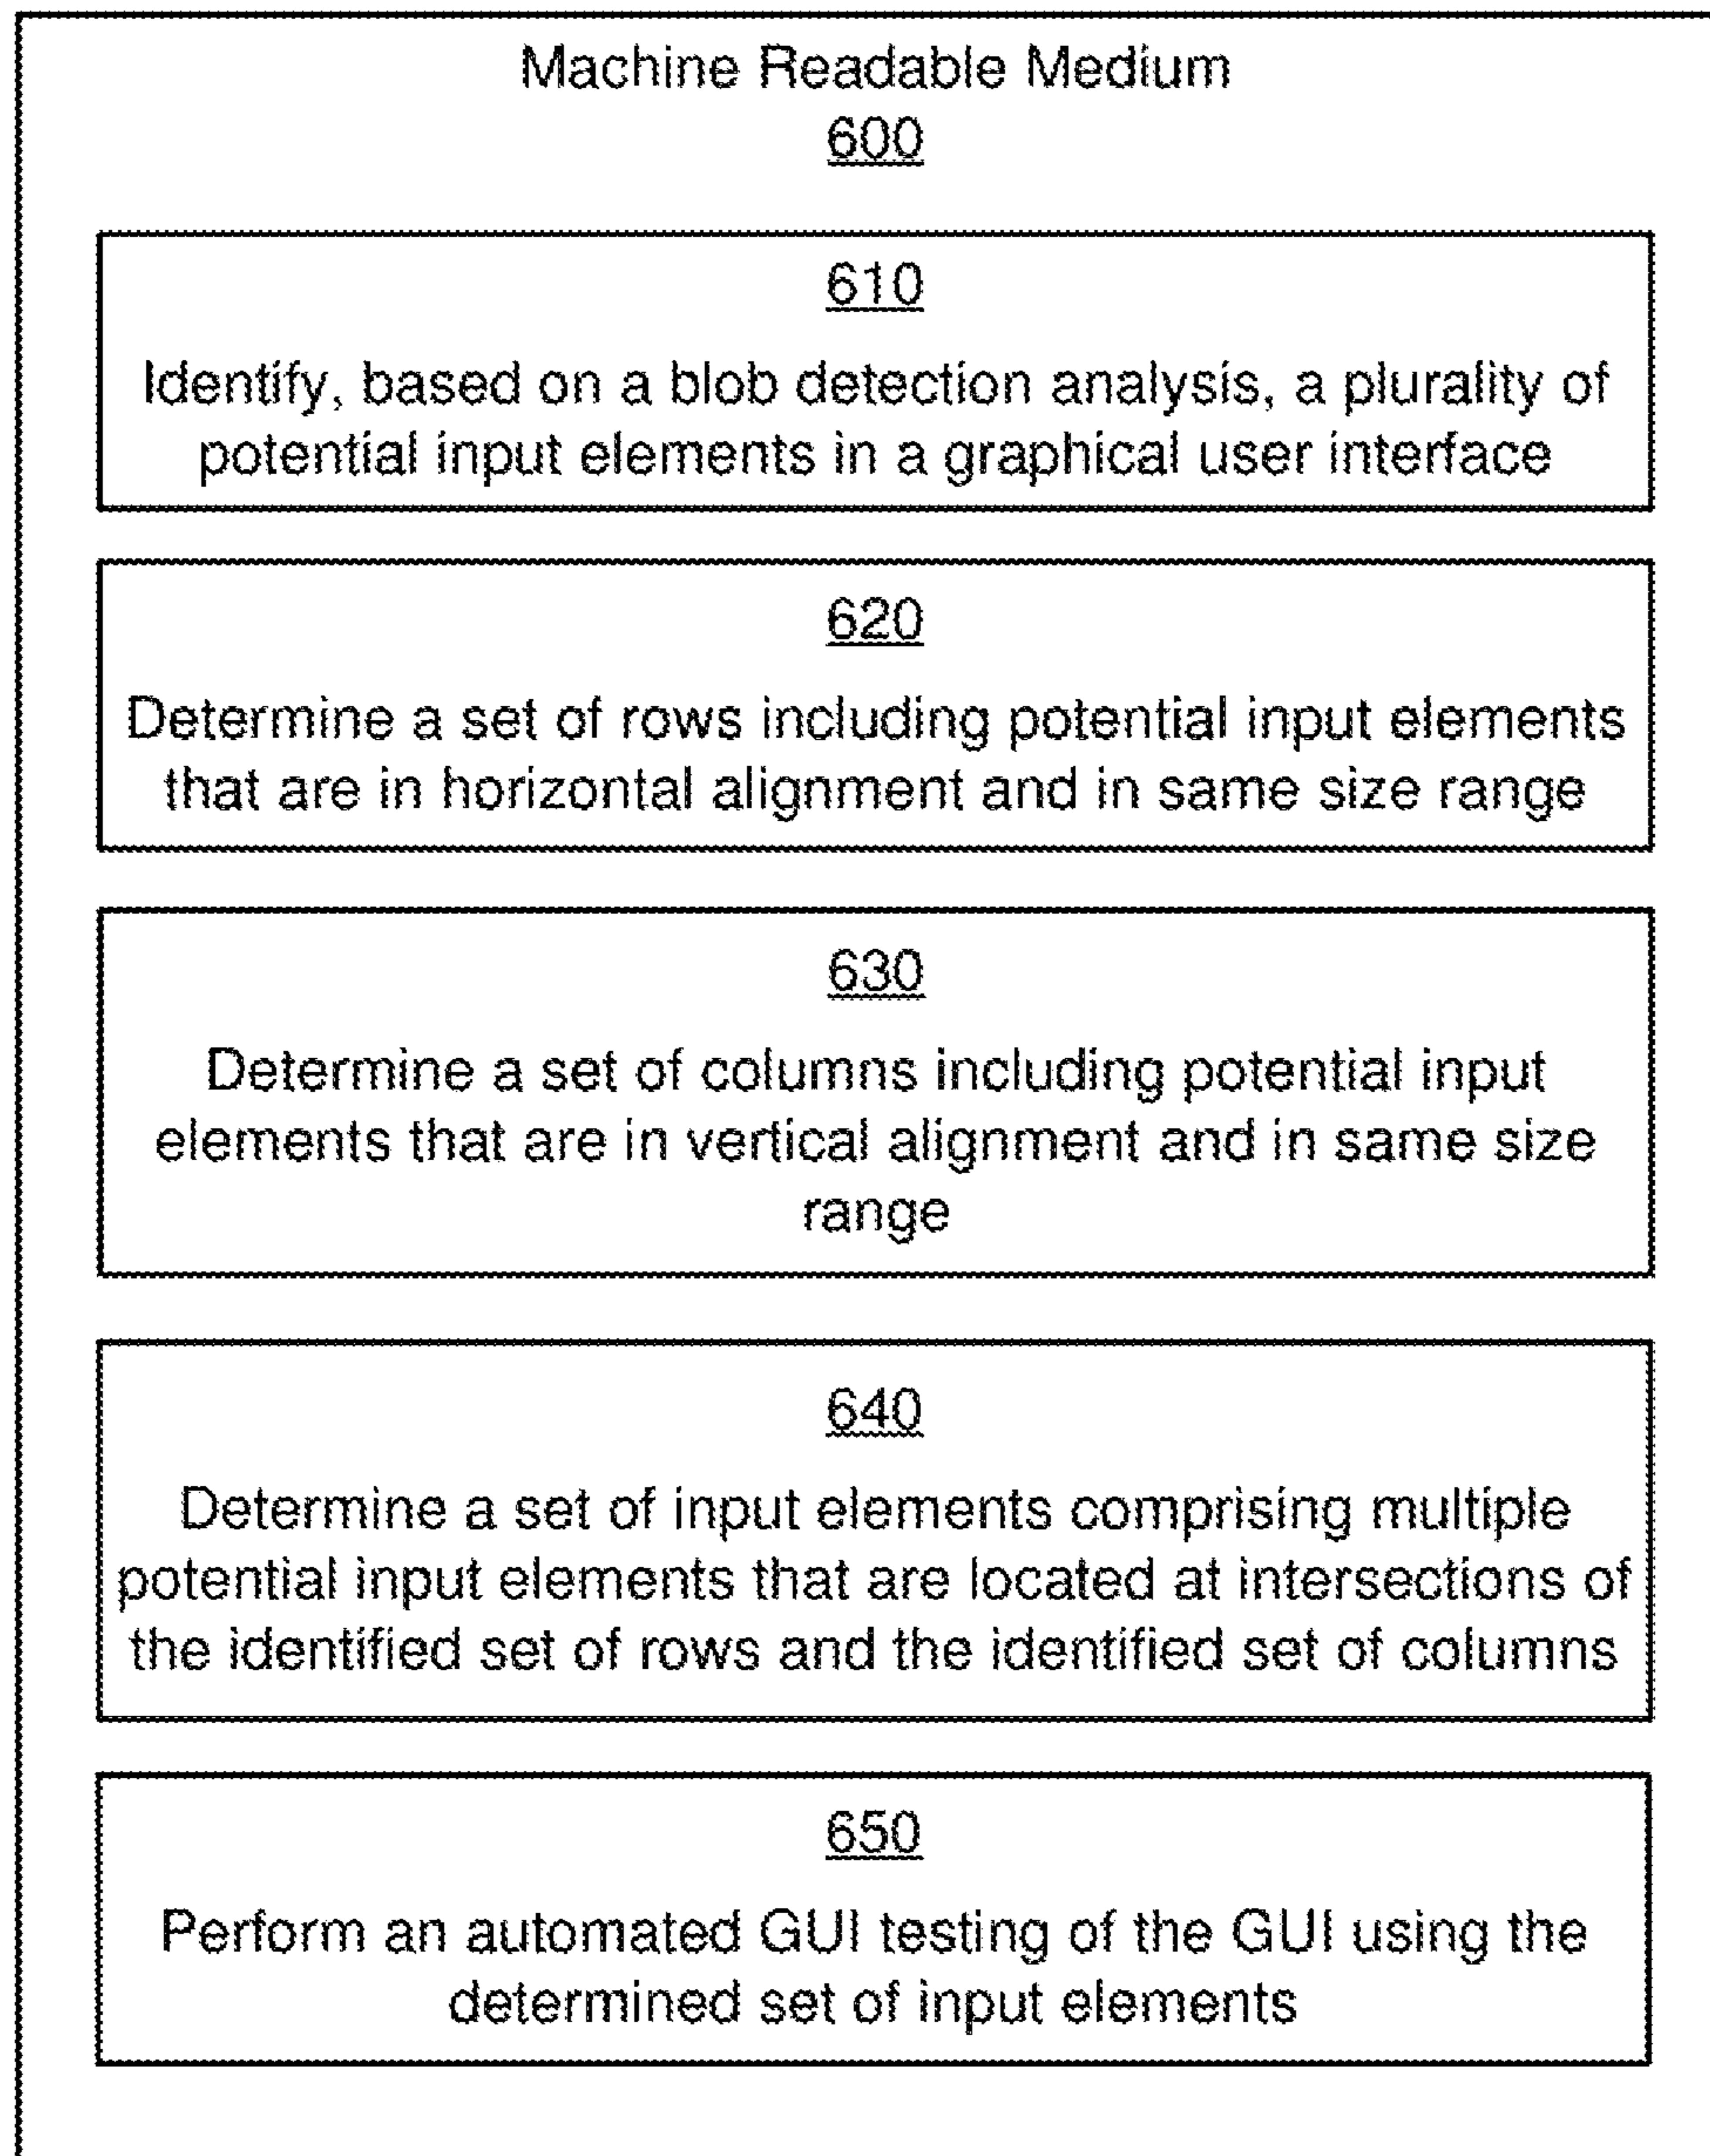 Machine Readable Medium
600
610
Identify, based on a blob detection analysis, a plurality of
potential input elements in a graphical user interface
620
Determine a set of rows including potential input elements
that are in horizontal alignment and in same size range
630
Determine a set of columns including potential input
elements that are in vertical alignment and in same size
range
640
Determine a set of input elements comprising multiple
potential input elements that are located at intersections of
the identified set of rows and the identified set of columns
650
Perform an automated GUI testing of the GUI using the
determined set of input elements